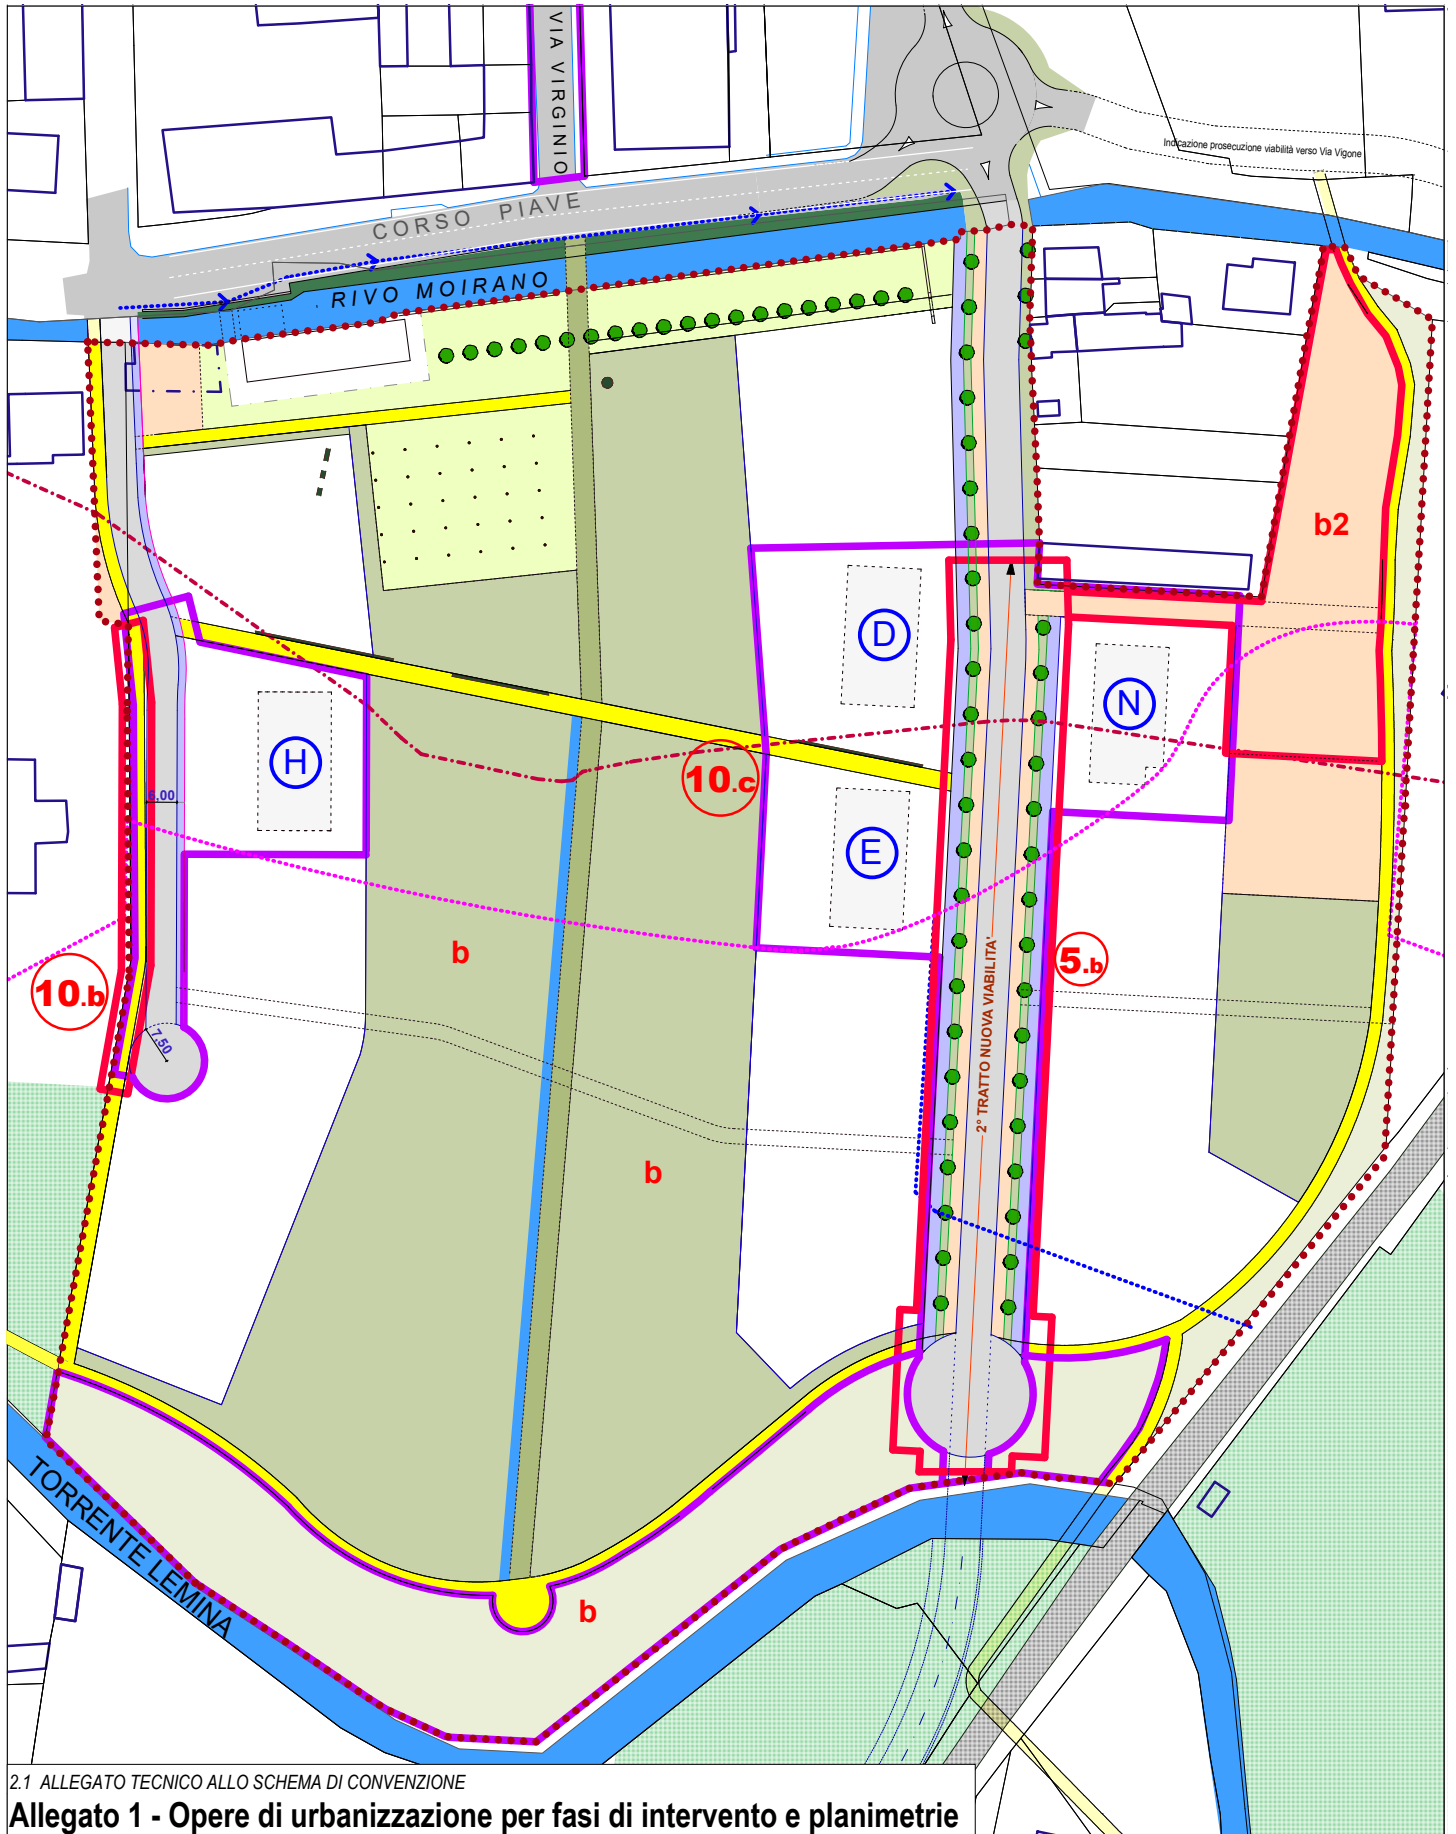 VIA VIRGINIO
Indicazione prosecuzione viabilità verso Via Vigone
CORSO PIAVE
RIVO MOIRANO
b2
D
N
H
10.c
6,00
E
b
5.b
10.b
2° TRATTO NUOVA VIABILITA'
7,50
b
TORRENTE LEMINA
b
2.1 ALLEGATO TECNICO ALLO SCHEMA DI CONVENZIONE
Allegato 1 - Opere di urbanizzazione per fasi di intervento e planimetrie